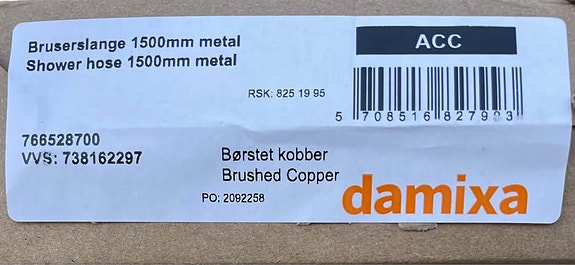 Bruserslange 1500mm metal
Shower hose 1500mm metal
ACC
RSK: 825 19 95
5 708516 827993
766528700
VVS: 738162297
Børstet kobber
Brushed Copper
PO: 2092258
damixa